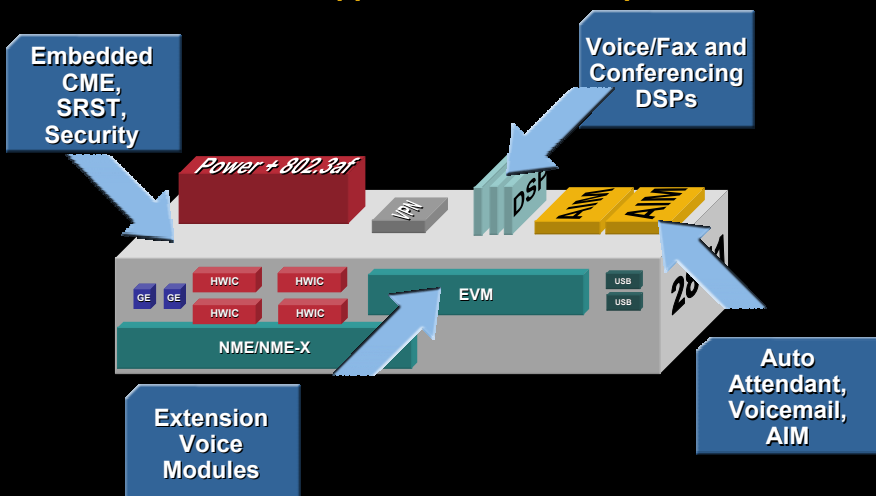 Embedded
CME,
SRST,
Security
Voice/Fax and
Conferencing
DSPs
Power + 802.3af
VPN
DSP
AIM
AIM
HWIC
HWIC
GE
GE
EVM
USB
USB
HWIC
HWIC
NME/NME-X
Extension
Voice
Modules
Auto
Attendant,
Voicemail,
AIM